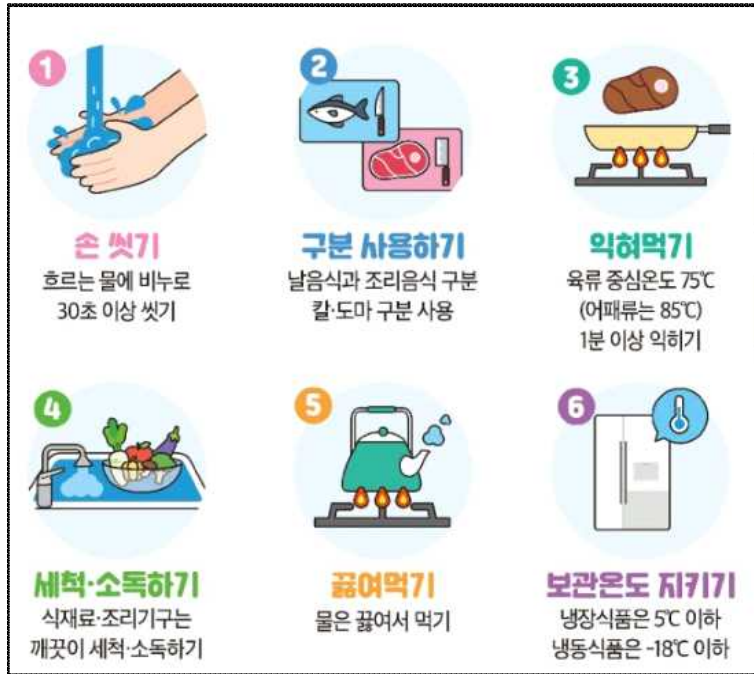 1
손 씻기
흐르는 물에 비누로
30초 이상 씻기
2
구분 사용하기
날음식과 조리음식 구분
칼·도마 구분 사용
3
익혀먹기
육류 중심온도 75℃
(어패류는 85℃)
1분 이상 익히기
4
세척·소독하기
식재료·조리기구는
깨끗이 세척·소독하기
5
끓여먹기
물은 끓여서 먹기
6
보관온도 지키기
냉장식품은 5℃ 이하
냉동식품은 -18℃ 이하